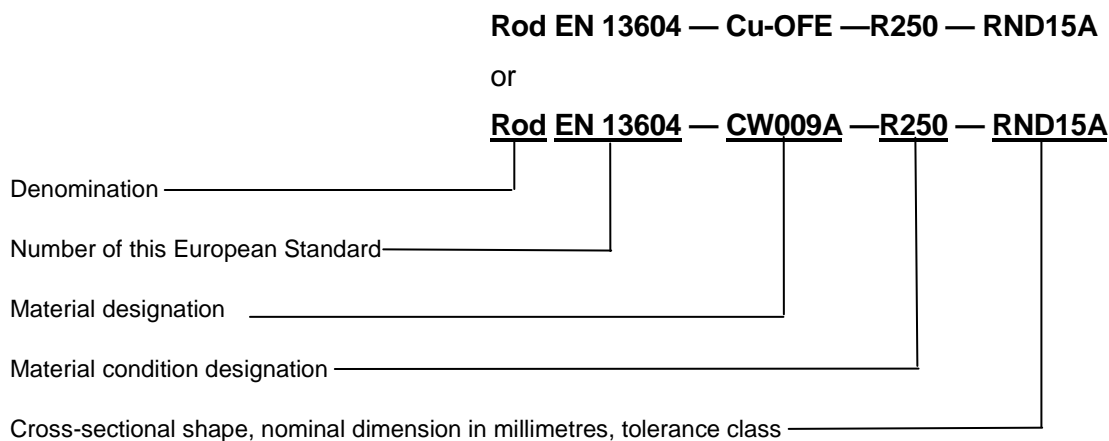 Rod EN 13604 — Cu-OFE —R250 — RND15A
or
Rod EN 13604 — CW009A —R250 — RND15A
Denomination
Number of this European Standard
Material designation
Material condition designation
Cross-sectional shape, nominal dimension in millimetres, tolerance class